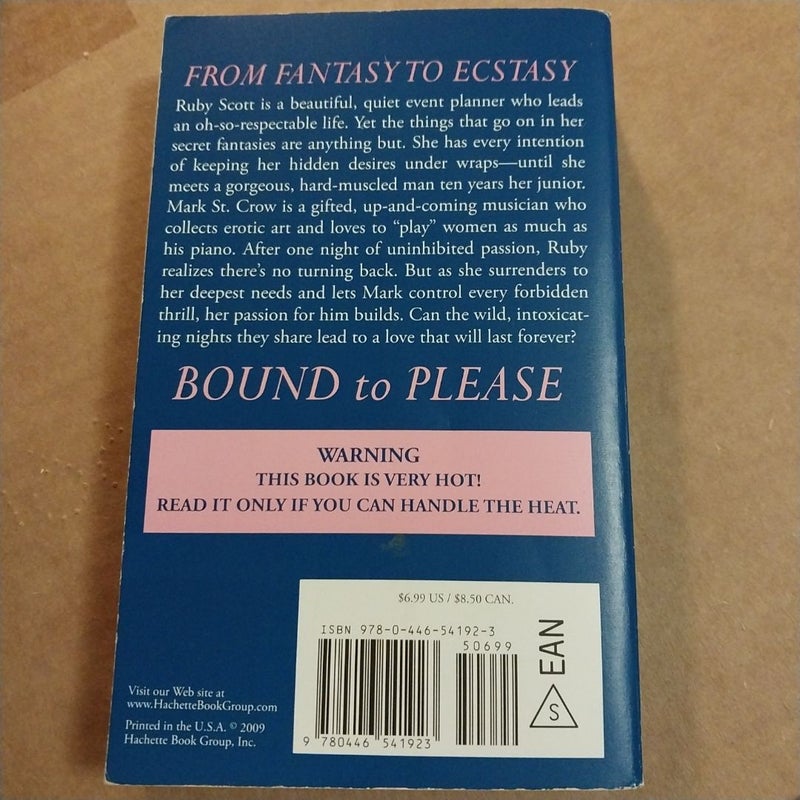 FROM FANTASY TO ECSTASY
Ruby Scott is a beautiful, quiet event planner who leads
an oh-so-respectable life. Yet the things that go on in her
secret fantasies are anything but. She has every intention
of keeping her hidden desires under wraps—until she
meets a gorgeous, hard-muscled man ten years her junior.
Mark St. Crow is a gifted, up-and-coming musician who
collects erotic art and loves to “play” women as much as
his piano. After one night of uninhibited passion, Ruby
realizes there’s no turning back. But as she surrenders to
her deepest needs and lets Mark control every forbidden
thrill, her passion for him builds. Can the wild, intoxicat-
ing nights they share lead to a love that will last forever?
BOUND to PLEASE
WARNING
THIS BOOK IS VERY HOT!
READ IT ONLY IF YOU CAN HANDLE THE HEAT.
$6.99 US / $8.50 CAN.
ISBN 978-0-446-54192-3
50699
EAN
S
9 780446 541923
Visit our Web site at
www.HachetteBookGroup.com
Printed in the U.S.A. © 2009
Hachette Book Group, Inc.